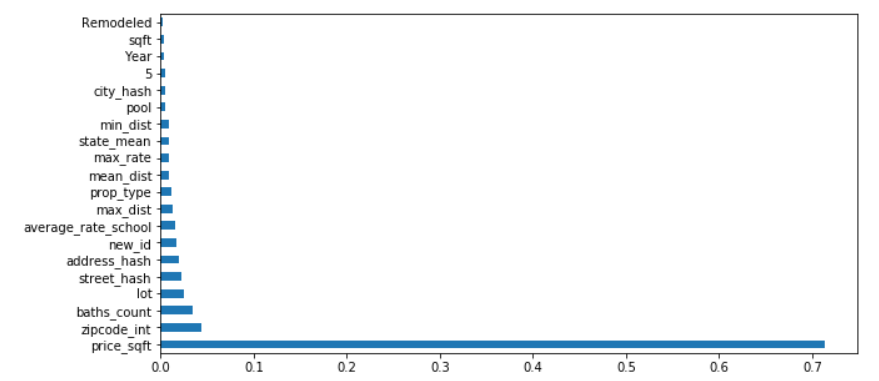 Remodeled
sqft
Year
5
city_hash
pool
min_dist
state_mean
max_rate
mean_dist
prop_type
max_dist
average_rate_school
new_id
address_hash
street_hash
lot
baths_count
zipcode_int
price_sqft
0.0 0.1 0.2 0.3 0.4 0.5 0.6 0.7